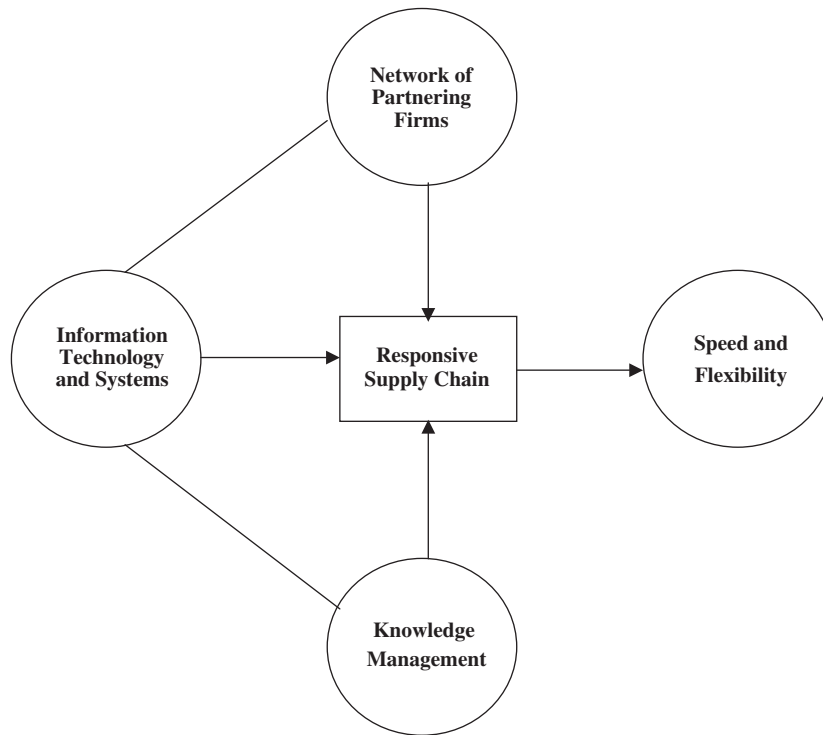 Network of
Partnering
Firms
Information
Technology
and Systems
Responsive
Supply Chain
Speed and
Flexibility
Knowledge
Management